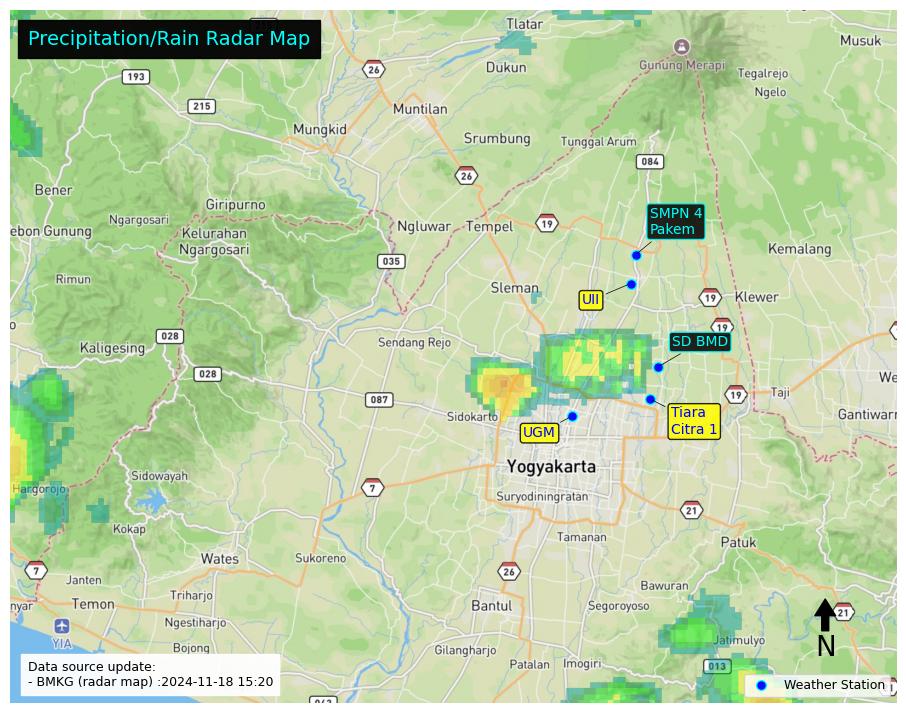 Precipitation/Rain Radar Map
Tlatar
Musuk
26
Dukun
Gunung Merapi
Tegalrejo
193
Ngelo
215
Muntilan
Mungkid
Srumbung
Tunggal Arum
084
26
Bener
Giripurno
SMPN 4
Pakem
Ngargosari
ebon Gunung
Kelurahan
Ngargosari
Ngluwar
Tempel
19
Kemalang
035
Rimun
Sleman
UII
19
Klewer
o
19
028
Kaligesing
Sendang Rejo
SD BMD
028
We
087
19
Taji
Sidokarto
Tiara
Citra 1
Gantiwarn
UGM
Yogyakarta
Sidowayah
Hargorojo
7
Suryodiningratan
21
Kokap
Tamanan
Patuk
Wates
Sukoreno
7
26
Janten
Bawuran
Triharjo
nyar
Temon
Bantul
Segoroyoso
21
Ngestiharjo
YIA
Jatimulyo
N
Bojong
Gilangharjo
Patalan
Imogiri
013
Data source update:
- BMKG (radar map) :2024-11-18 15:20
Weather Station